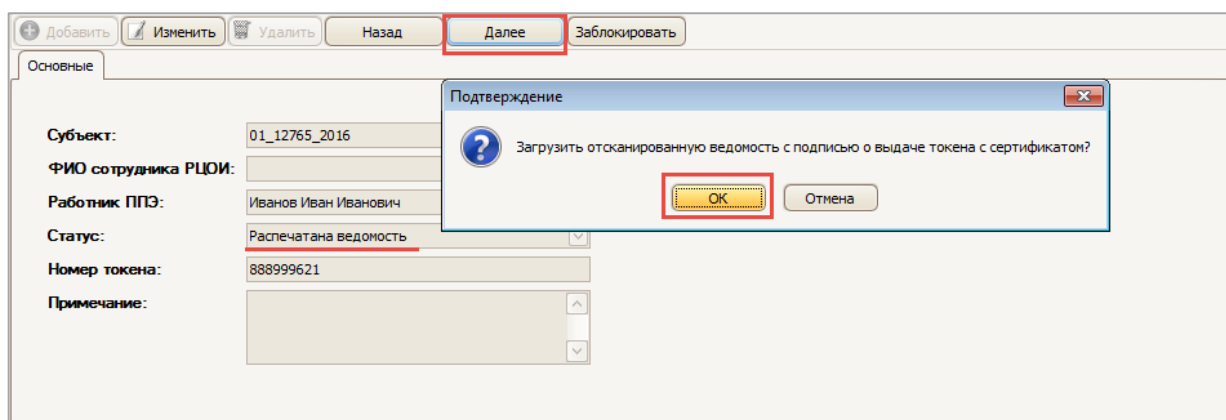 Добавить Изменить Удалить Назад Далее Заблокировать
Основные
Подтверждение
Загрузить отсканированную ведомость с подписью о выдаче токена с сертификатом?
OK Отмена
Субъект: 01_12765_2016
ФИО сотрудника РЦОИ:
Работник ППЭ: Иванов Иван Иванович
Статус: Распечатана ведомость
Номер токена: 888999621
Примечание: